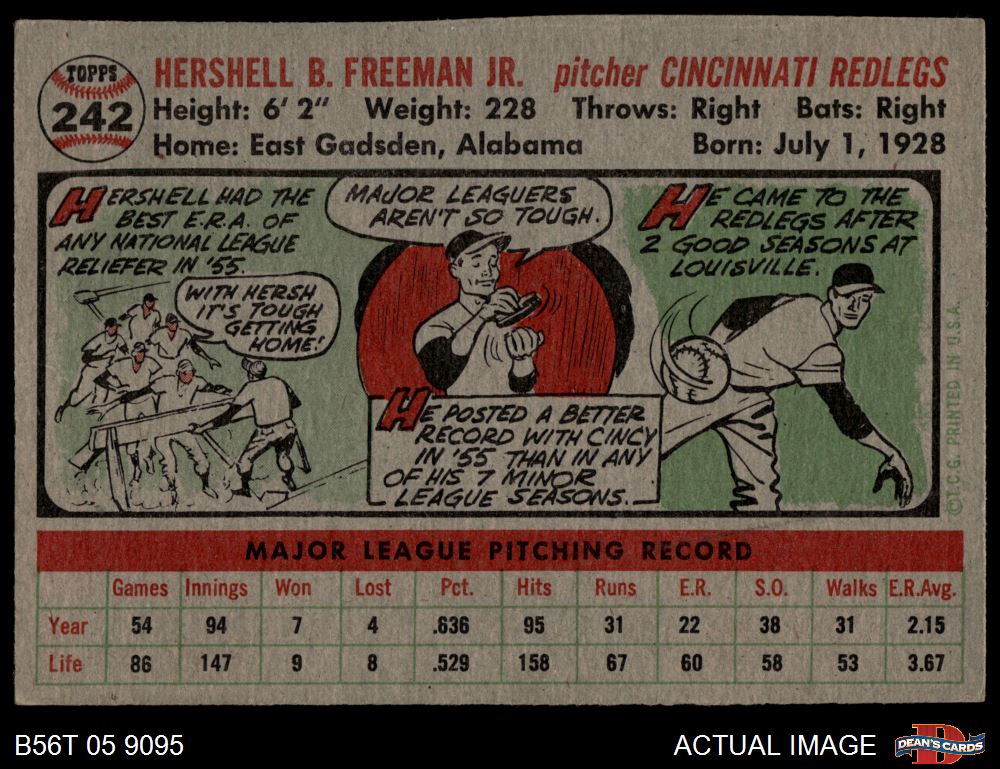 TOPPS
242
HERSHELL B. FREEMAN JR. pitcher CINCINNATI REDLEGS
Height: 6' 2" Weight: 228 Throws: Right Bats: Right
Home: East Gadsden, Alabama Born: July 1, 1928
HERSHELL HAD THE
BEST E.R.A. OF
ANY NATIONAL LEAGUE
RELIEFER IN '55.
WITH HERSH
IT'S TOUGH
GETTING
HOME!
MAJOR LEAGUERS
AREN'T SO TOUGH.
HE POSTED A BETTER
RECORD WITH CINCY
IN '55 THAN IN ANY
OF HIS 7 MINOR
LEAGUE SEASONS.
HE CAME TO THE
REDLEGS AFTER
2 GOOD SEASONS AT
LOUISVILLE.
© T.C.G. PRINTED IN U.S.A.
MAJOR LEAGUE PITCHING RECORD
Games Innings Won Lost Pct. Hits Runs E.R. S.O. Walks E.R.Avg.
Year 54 94 7 4 .636 95 31 22 38 31 2.15
Life 86 147 9 8 .529 158 67 60 58 53 3.67
B56T 05 9095
ACTUAL IMAGE
DEAN'S CARDS